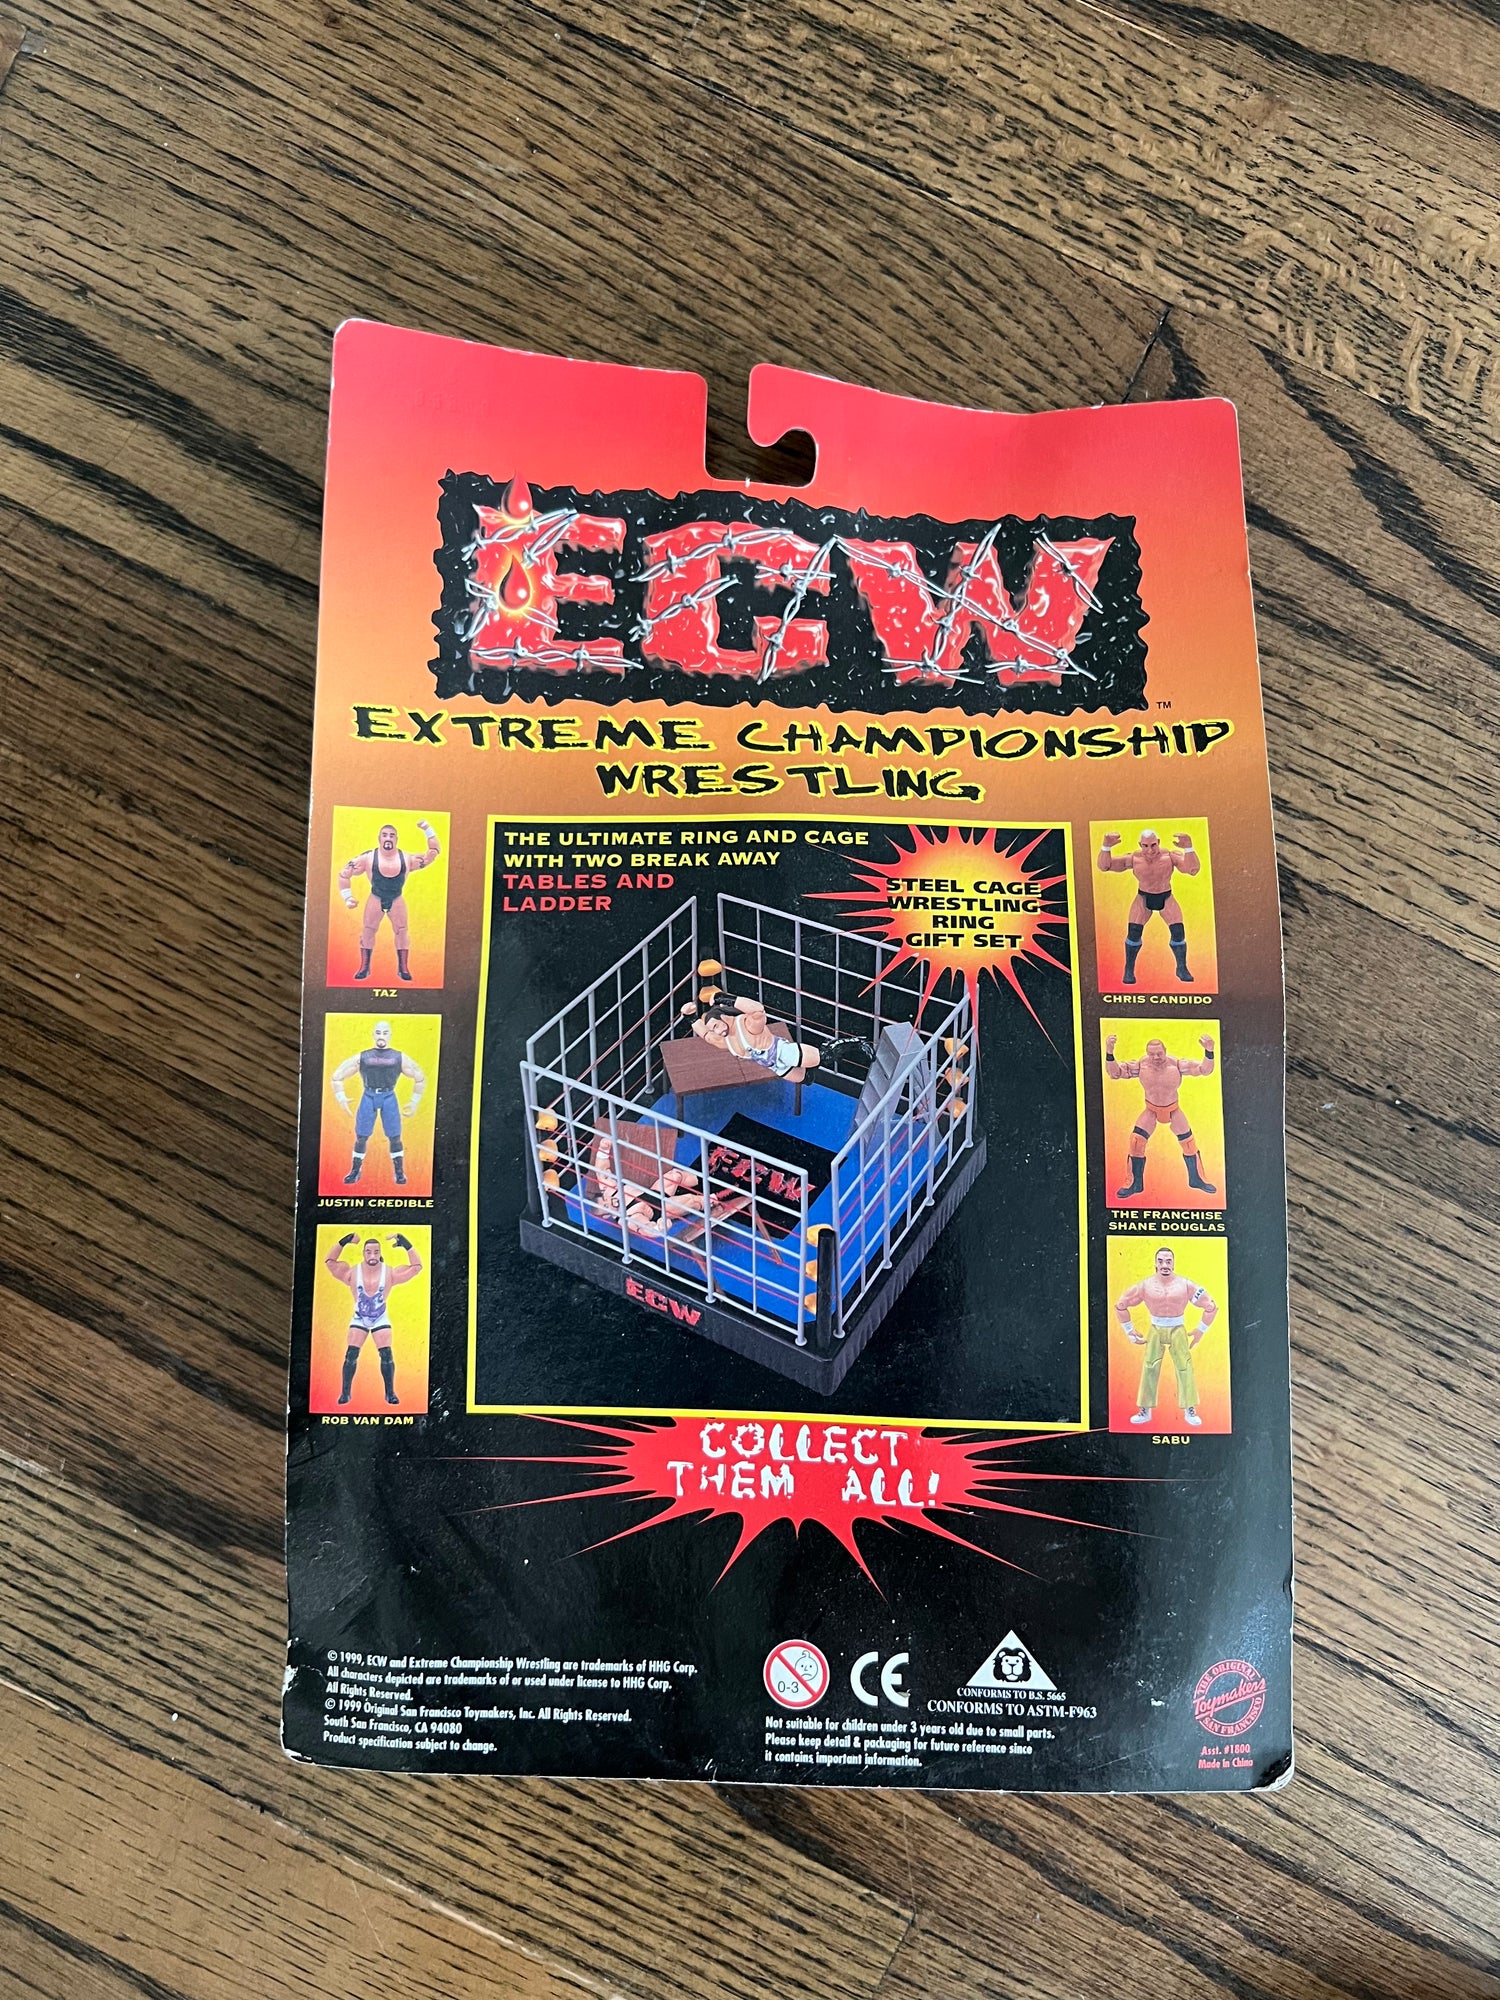 ECW
TM
EXTREME CHAMPIONSHIP
WRESTLING
TAZ
JUSTIN CREDIBLE
ROB VAN DAM
THE ULTIMATE RING AND CAGE
WITH TWO BREAK AWAY
TABLES AND
LADDER
STEEL CAGE
WRESTLING
RING
GIFT SET
ECW
ECW
CHRIS CANDIDO
THE FRANCHISE
SHANE DOUGLAS
SABU
COLLECT
THEM ALL!
© 1999, ECW and Extreme Championship Wrestling are trademarks of HHG Corp.
All characters depicted are trademarks of or used under license to HHG Corp.
All Rights Reserved.
© 1999 Original San Francisco Toymakers, Inc. All Rights Reserved.
South San Francisco, CA 94080
Product specification subject to change.
0-3
CE
CONFORMS TO B.S. 5665
CONFORMS TO ASTM-F963
Not suitable for children under 3 years old due to small parts.
Please keep detail & packaging for future reference since
it contains important information.
THE ORIGINAL
Toymakers
SAN FRANCISCO
Asst. #1800
Made in China